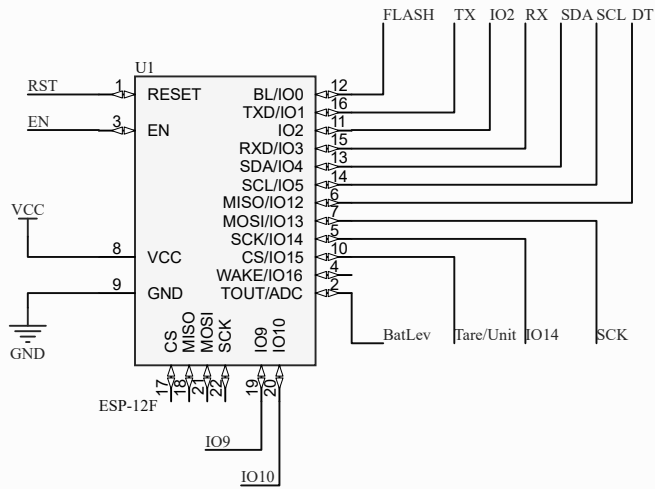 FLASH TX IO2 RX SDA SCL DT
U1
RST 1 RESET BL/IO0 12
TXD/IO1 16
EN 3 EN IO2 11
RXD/IO3 15
SDA/IO4 13
SCL/IO5 14
MISO/IO12 6
VCC MOSI/IO13 7
SCK/IO14 5
8 VCC CS/IO15 10
WAKE/IO16 4
9 GND TOUT/ADC 2
GND BatLev Tare/Unit IO14 SCK
CS MISO MOSI SCK IO9 IO10
17 18 21 22 19 20
ESP-12F
IO9
IO10